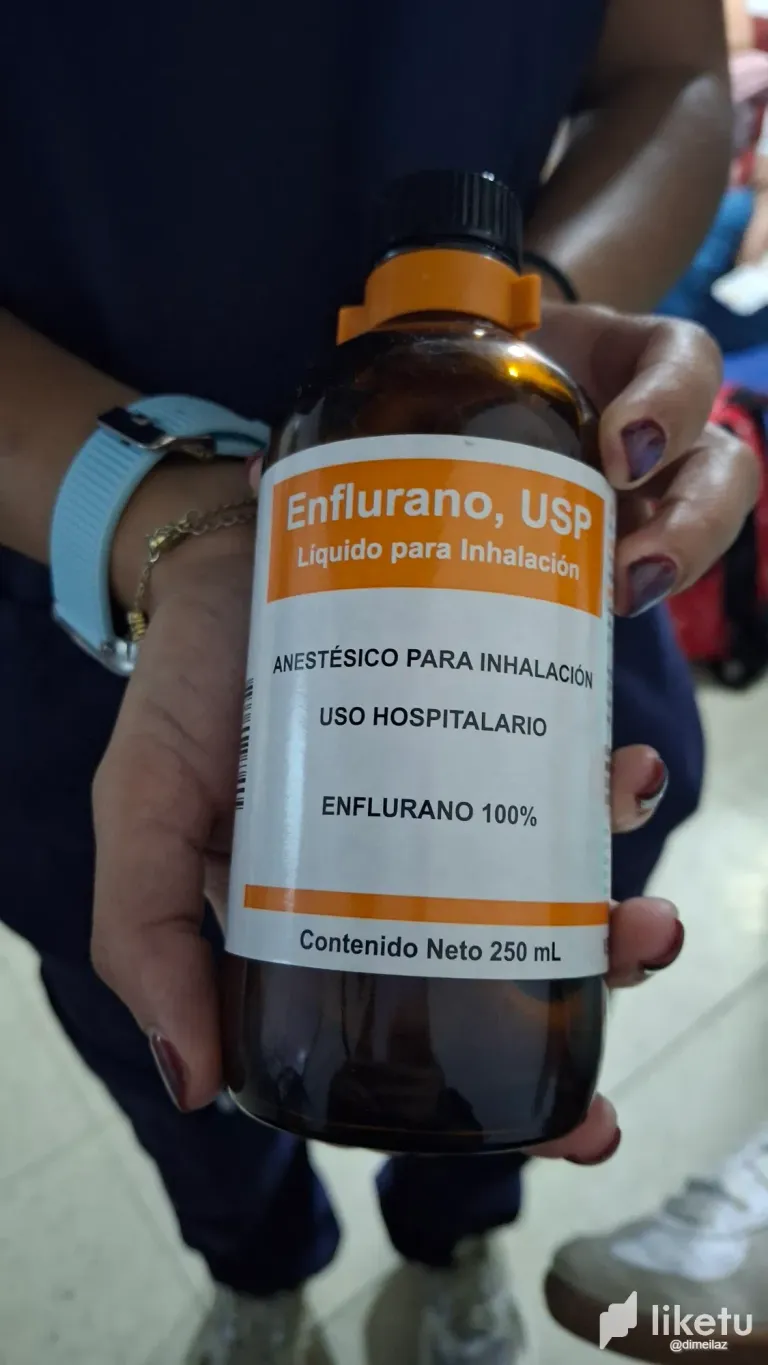 Enflurano, USP
Líquido para Inhalación
ANESTÉSICO PARA INHALACIÓN
USO HOSPITALARIO
ENFLURANO 100%
Contenido Neto 250 mL
liketu
@dimeilaz